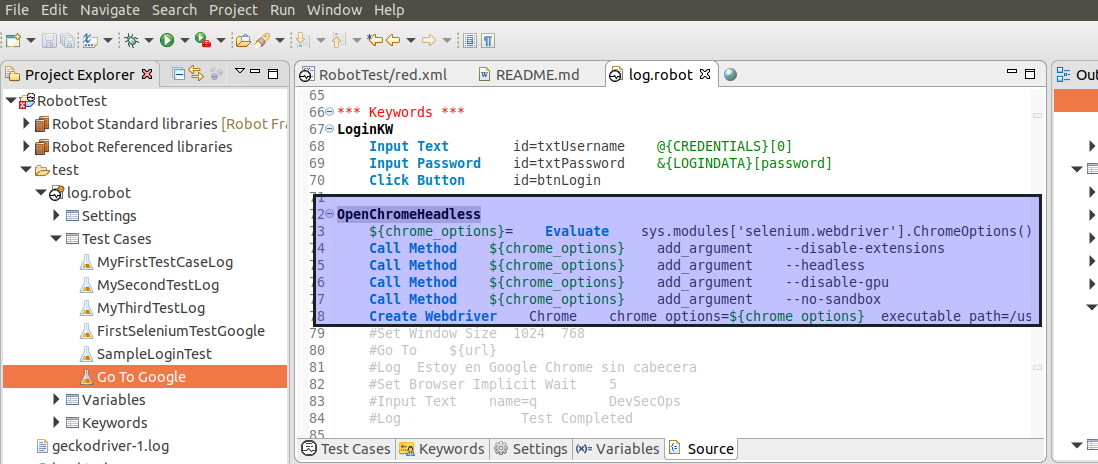 File Edit Navigate Search Project Run Window Help
Project Explorer
RobotTest
Robot Standard libraries [Robot Fra
Robot Referenced libraries
test
log.robot
Settings
Test Cases
MyFirstTestCaseLog
MySecondTestLog
MyThirdTestLog
FirstSeleniumTestGoogle
SampleLoginTest
Go To Google
Variables
Keywords
geckodriver-1.log
RobotTest/red.xml README.md log.robot
65
66 *** Keywords ***
67 LoginKW
68 Input Text id=txtUsername @{CREDENTIALS}[0]
69 Input Password id=txtPassword &{LOGINDATA}[password]
70 Click Button id=btnLogin
71
72 OpenChromeHeadless
73 ${chrome_options}= Evaluate sys.modules['selenium.webdriver'].ChromeOptions()
74 Call Method ${chrome_options} add_argument --disable-extensions
75 Call Method ${chrome_options} add_argument --headless
76 Call Method ${chrome_options} add_argument --disable-gpu
77 Call Method ${chrome_options} add_argument --no-sandbox
78 Create Webdriver Chrome chrome_options=${chrome_options} executable_path=/us
79 #Set Window Size 1024 768
80 #Go To ${url}
81 #Log Estoy en Google Chrome sin cabecera
82 #Set Browser Implicit Wait 5
83 #Input Text name=q DevSecOps
84 #Log Test Completed
85
Test Cases Keywords Settings Variables Source
Out